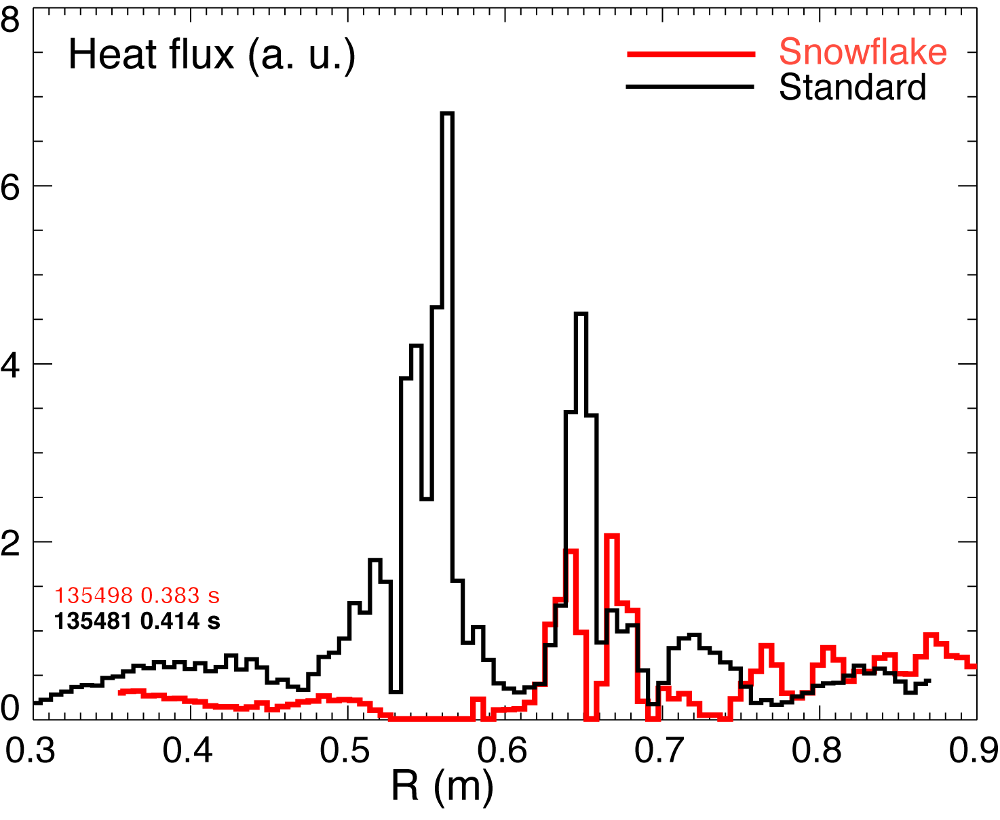 8
Heat flux (a. u.)
Snowflake
Standard
6
4
2
135498 0.383 s
135481 0.414 s
0
0.3 0.4 0.5 0.6 0.7 0.8 0.9
R (m)